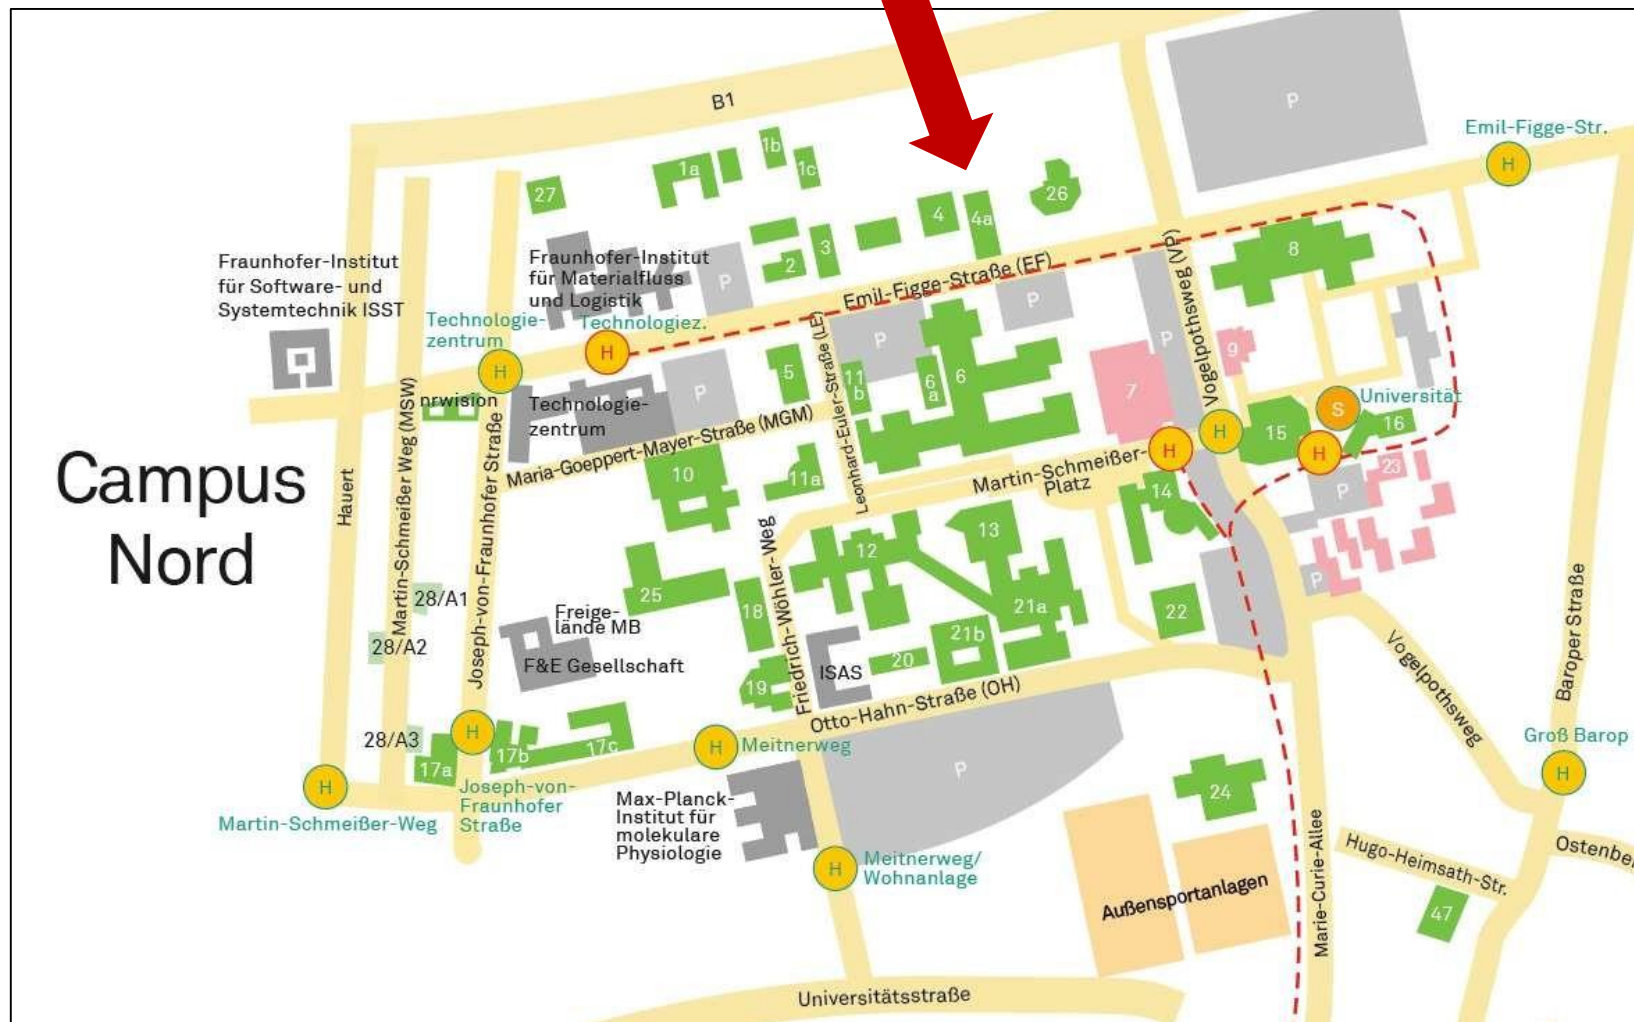 B1
P
Emil-Figge-Str.
H
1b
1a
1c
27
26
4
4a
3
2
8
Fraunhofer-Institut
für Software- und
Systemtechnik ISST
Fraunhofer-Institut
für Materialfluss
und Logistik
P
Emil-Figge-Straße (EF)
P
Vogelpothsweg (VP)
Technologie-
zentrum
H
Technologiez.
H
P
P
9
5
11
b
6
a
6
7
Leonhard-Euler-Straße (LE)
nrwision
Technologie-
zentrum
P
Maria-Goeppert-Mayer-Straße (MGM)
S
Universität
H
15
16
H
H
23
P
Campus
Nord
Hauert
Martin-Schmeißer Weg (MSW)
Joseph-von-Fraunhofer Straße
10
11a
Martin-Schmeißer-
Platz
14
13
12
Friedrich-Wöhler-Weg
28/A1
25
18
Freige-
lände MB
21a
22
P
28/A2
F&E Gesellschaft
ISAS
20
21b
19
Otto-Hahn-Straße (OH)
Vogelpothsweg
Baroper Straße
28/A3
H
17a
17b
17c
H
Meitnerweg
P
Groß Barop
H
H
Martin-Schmeißer-Weg
Joseph-von-
Fraunhofer
Straße
Max-Planck-
Institut für
molekulare
Physiologie
24
H
Meitnerweg/
Wohnanlage
Außensportanlagen
Marie-Curie-Allee
Hugo-Heimsath-Str.
47
Universitätsstraße